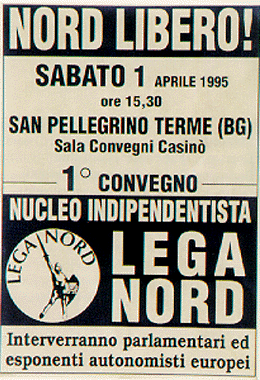 NORD LIBERO!
SABATO 1 APRILE 1995
ore 15,30
SAN PELLEGRINO TERME (BG)
Sala Convegni Casinò
1° CONVEGNO
NUCLEO INDIPENDENTISTA
LEGA NORD
LEGA
NORD
Interverranno parlamentari ed
esponenti autonomisti europei